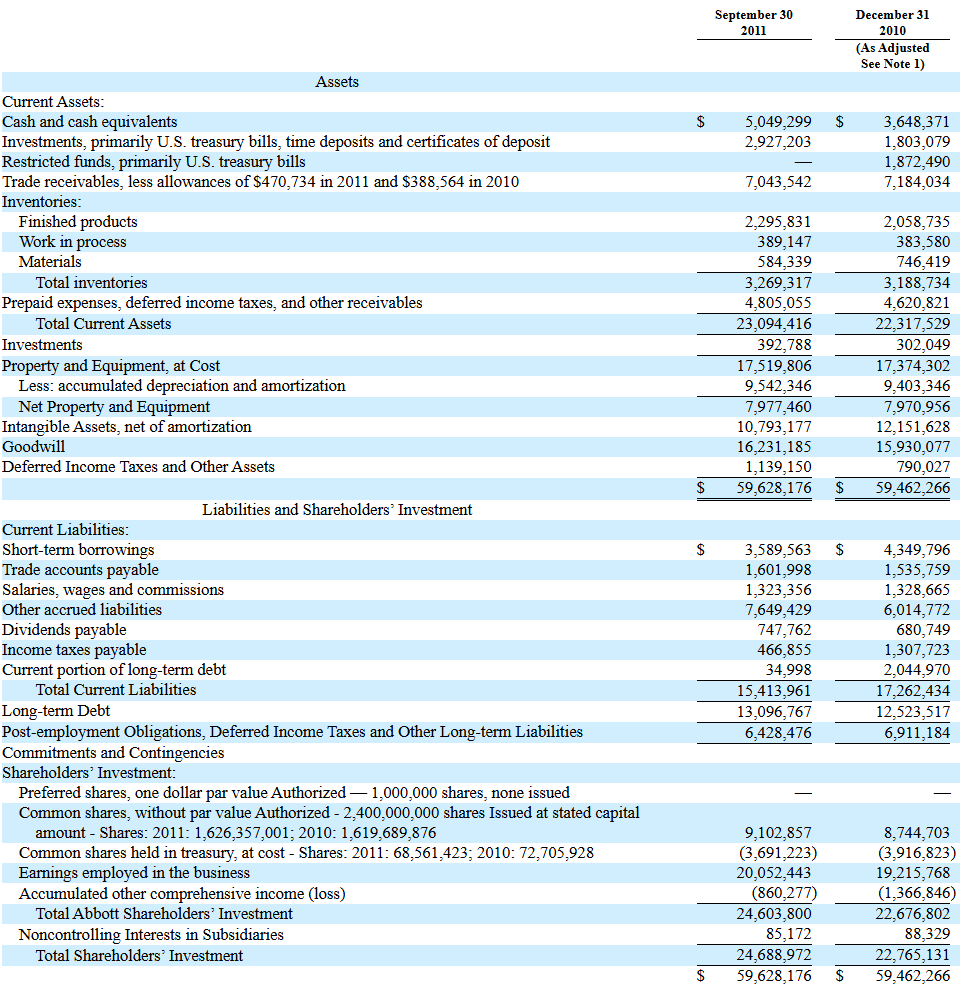 September 30 December 31
2011 2010
(As Adjusted
See Note 1)
Assets
Current Assets:
Cash and cash equivalents $ 5,049,299 $ 3,648,371
Investments, primarily U.S. treasury bills, time deposits and certificates of deposit 2,927,203 1,803,079
Restricted funds, primarily U.S. treasury bills — 1,872,490
Trade receivables, less allowances of $470,734 in 2011 and $388,564 in 2010 7,043,542 7,184,034
Inventories:
Finished products 2,295,831 2,058,735
Work in process 389,147 383,580
Materials 584,339 746,419
Total inventories 3,269,317 3,188,734
Prepaid expenses, deferred income taxes, and other receivables 4,805,055 4,620,821
Total Current Assets 23,094,416 22,317,529
Investments 392,788 302,049
Property and Equipment, at Cost 17,519,806 17,374,302
Less: accumulated depreciation and amortization 9,542,346 9,403,346
Net Property and Equipment 7,977,460 7,970,956
Intangible Assets, net of amortization 10,793,177 12,151,628
Goodwill 16,231,185 15,930,077
Deferred Income Taxes and Other Assets 1,139,150 790,027
$ 59,628,176 $ 59,462,266
Liabilities and Shareholders’ Investment
Current Liabilities:
Short-term borrowings $ 3,589,563 $ 4,349,796
Trade accounts payable 1,601,998 1,535,759
Salaries, wages and commissions 1,323,356 1,328,665
Other accrued liabilities 7,649,429 6,014,772
Dividends payable 747,762 680,749
Income taxes payable 466,855 1,307,723
Current portion of long-term debt 34,998 2,044,970
Total Current Liabilities 15,413,961 17,262,434
Long-term Debt 13,096,767 12,523,517
Post-employment Obligations, Deferred Income Taxes and Other Long-term Liabilities 6,428,476 6,911,184
Commitments and Contingencies
Shareholders’ Investment:
Preferred shares, one dollar par value Authorized — 1,000,000 shares, none issued — —
Common shares, without par value Authorized - 2,400,000,000 shares Issued at stated capital
amount - Shares: 2011: 1,626,357,001; 2010: 1,619,689,876 9,102,857 8,744,703
Common shares held in treasury, at cost - Shares: 2011: 68,561,423; 2010: 72,705,928 (3,691,223) (3,916,823)
Earnings employed in the business 20,052,443 19,215,768
Accumulated other comprehensive income (loss) (860,277) (1,366,846)
Total Abbott Shareholders’ Investment 24,603,800 22,676,802
Noncontrolling Interests in Subsidiaries 85,172 88,329
Total Shareholders’ Investment 24,688,972 22,765,131
$ 59,628,176 $ 59,462,266